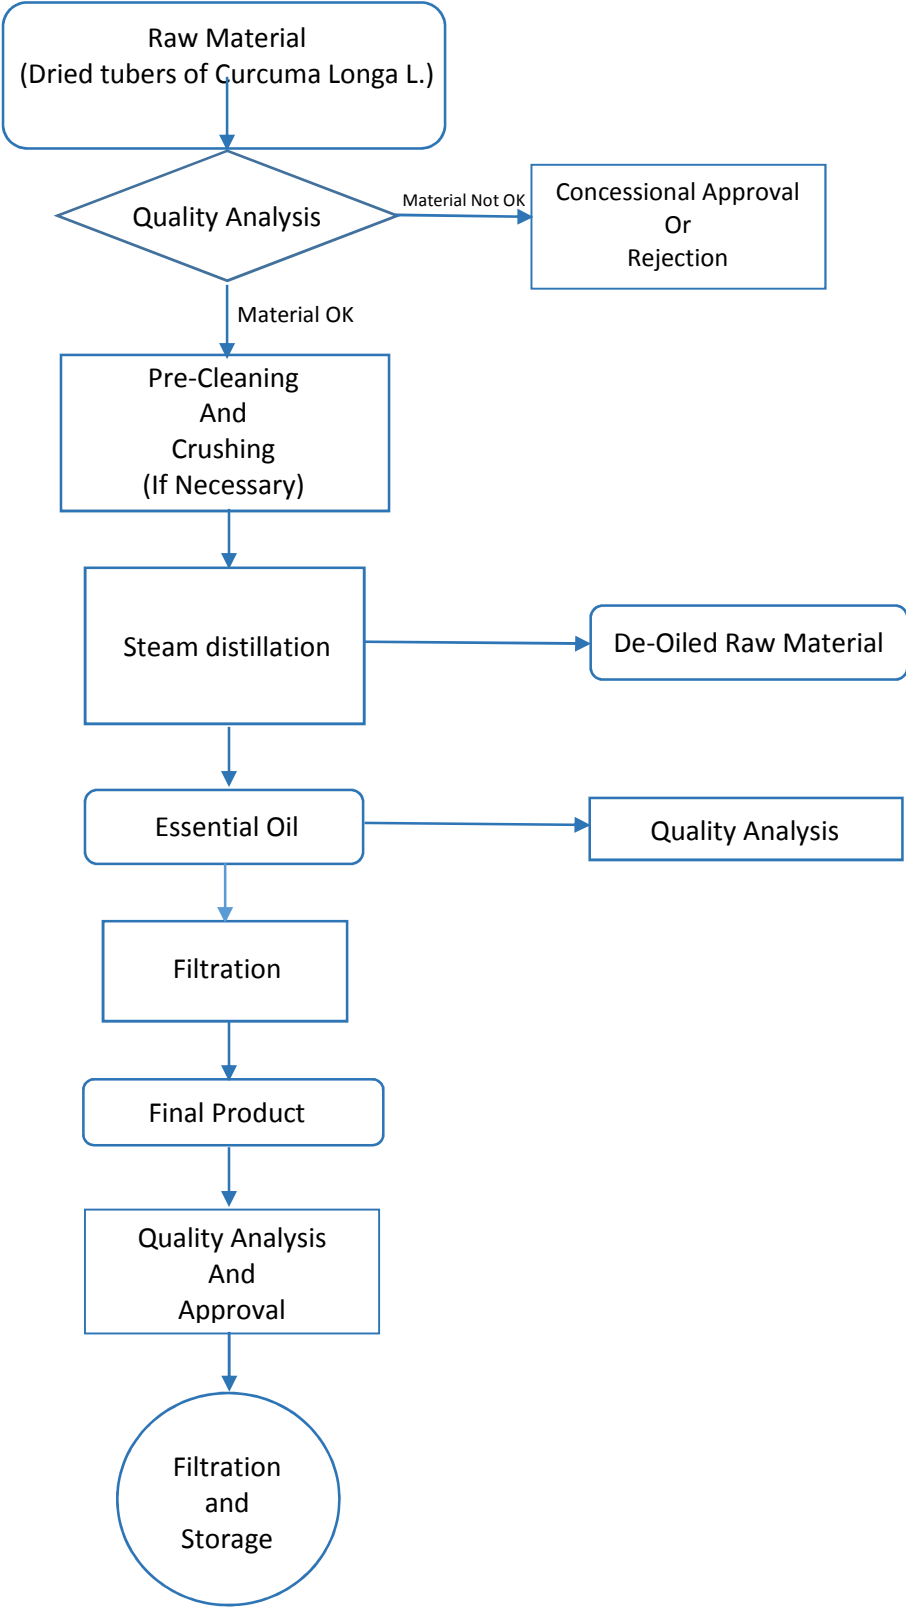 Raw Material
(Dried tubers of Curcuma Longa L.)
Quality Analysis
Material Not OK
Concessional Approval
Or
Rejection
Material OK
Pre-Cleaning
And
Crushing
(If Necessary)
Steam distillation
De-Oiled Raw Material
Essential Oil
Quality Analysis
Filtration
Final Product
Quality Analysis
And
Approval
Filtration
and
Storage